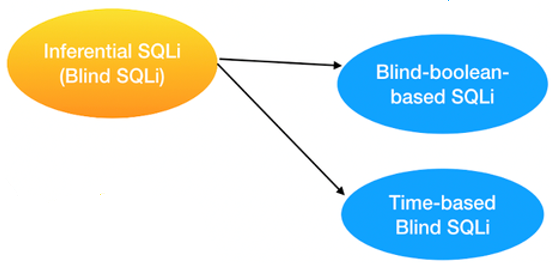 Inferential SQLi
(Blind SQLi)
Blind-boolean-
based SQLi
Time-based
Blind SQLi